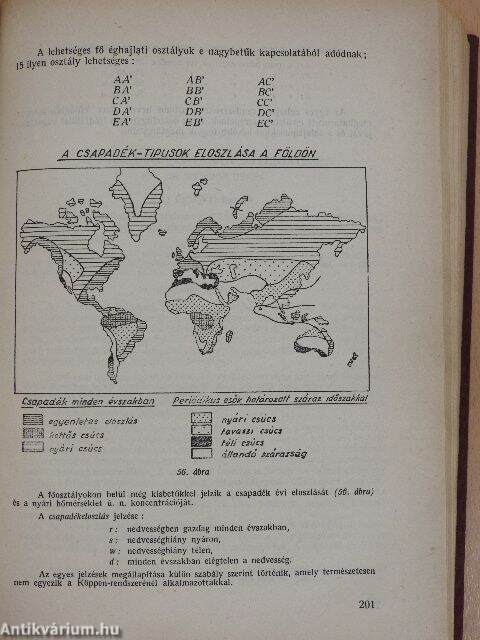 A lehetséges fő éghajlati osztályok e nagybetűk kapcsolatából adódnak;
15 ilyen osztály lehetséges:
AA' AB' AC'
BA' BB' BC'
CA' CB' CC'
DA' DB' DC'
EA' EB' EC'
A CSAPADÉK-TIPUSOK ELOSZLÁSA A FÖLDÖN
Csapadék minden évszakban
egyenletes eloszlás
kettős csúcs
nyári csúcs
Periódikus esők határozott száraz időszakkal
nyári csúcs
tavaszi csúcs
téli csúcs
állandó szárazság
56. ábra
A főosztályokon belül még kisbetűkkel jelzik a csapadék évi eloszlását (56. ábra)
és a nyári hőmérséklet ú. n. koncentrációját.
A csapadékeloszlás jelzése:
r: nedvességben gazdag minden évszakban,
s: nedvességhiány nyáron,
w: nedvességhiány télen,
d: minden évszakban elégtelen a nedvesség.
Az egyes jelzések megállapítása külön szabály szerint történik, amely természetesen
nem egyezik a Köppen-rendszerénél alkalmazottakkal.
201
Antikvárium.hu